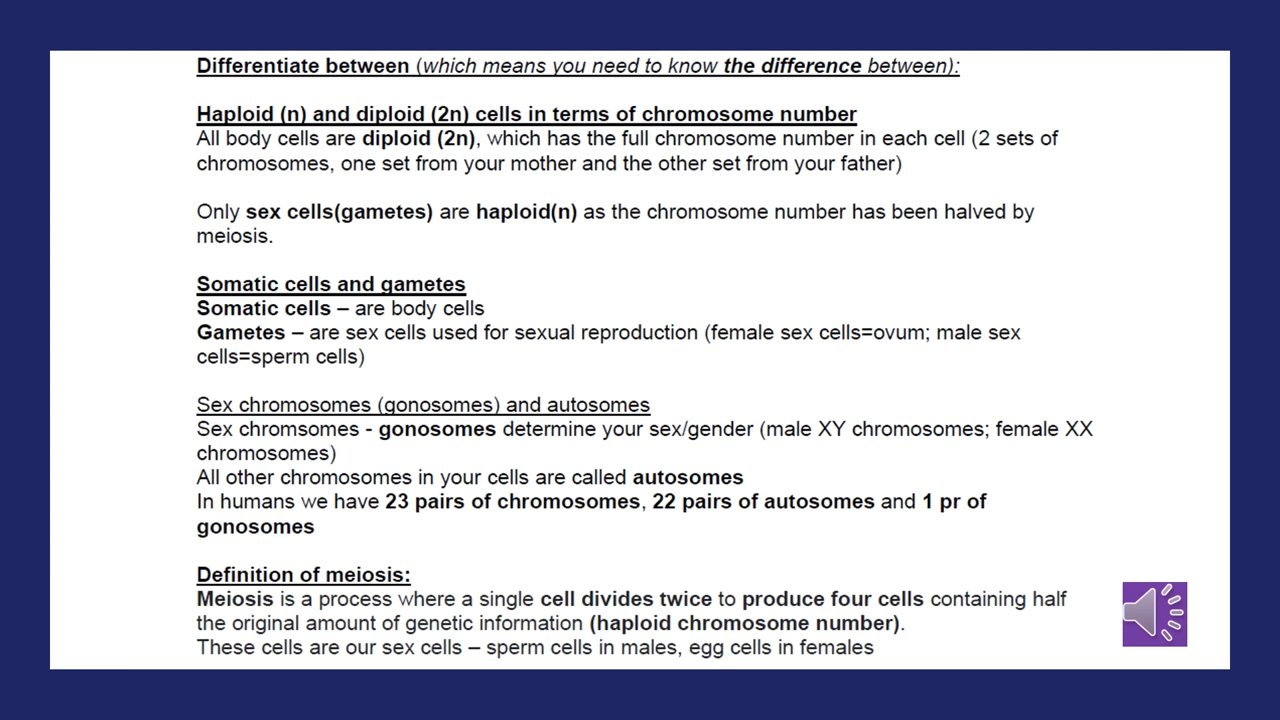 Differentiate between (which means you need to know the difference between):
Haploid (n) and diploid (2n) cells in terms of chromosome number
All body cells are diploid (2n), which has the full chromosome number in each cell (2 sets of
chromosomes, one set from your mother and the other set from your father)
Only sex cells(gametes) are haploid(n) as the chromosome number has been halved by
meiosis.
Somatic cells and gametes
Somatic cells – are body cells
Gametes – are sex cells used for sexual reproduction (female sex cells=ovum; male sex
cells=sperm cells)
Sex chromosomes (gonosomes) and autosomes
Sex chromsomes - gonosomes determine your sex/gender (male XY chromosomes; female XX
chromosomes)
All other chromosomes in your cells are called autosomes
In humans we have 23 pairs of chromosomes, 22 pairs of autosomes and 1 pr of
gonosomes
Definition of meiosis:
Meiosis is a process where a single cell divides twice to produce four cells containing half
the original amount of genetic information (haploid chromosome number).
These cells are our sex cells – sperm cells in males, egg cells in females